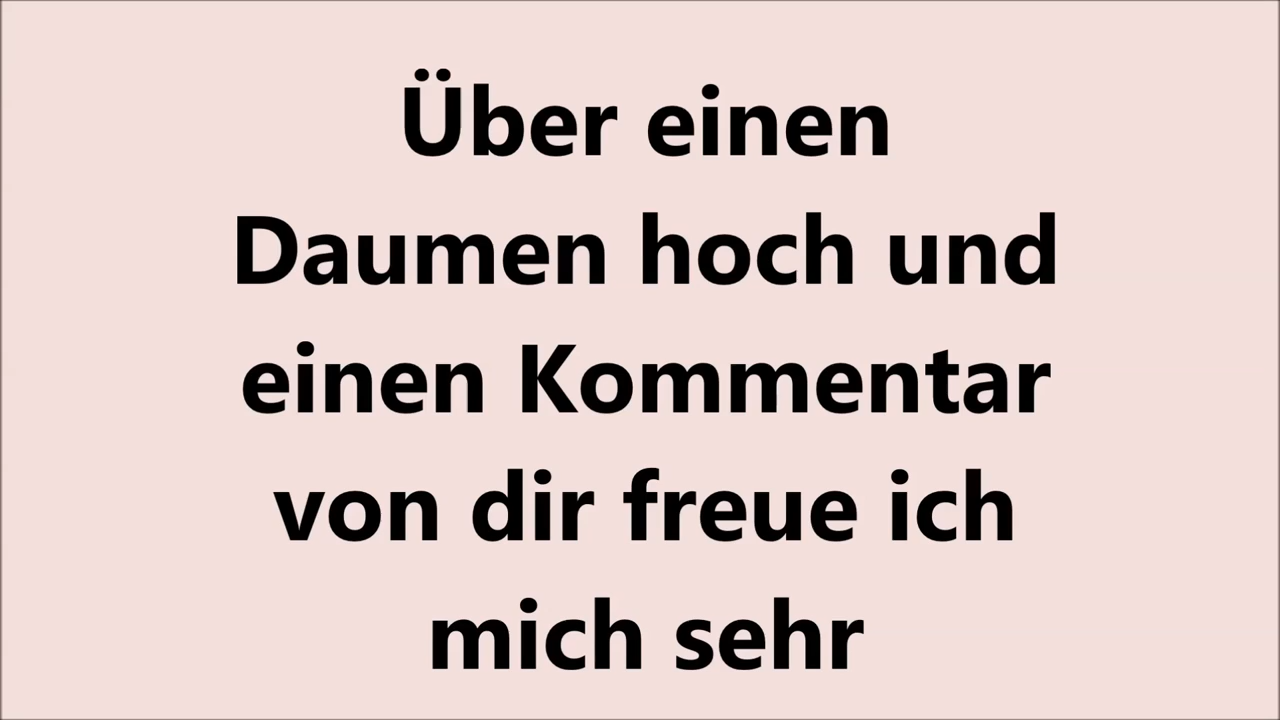 Über einen
Daumen hoch und
einen Kommentar
von dir freue ich
mich sehr